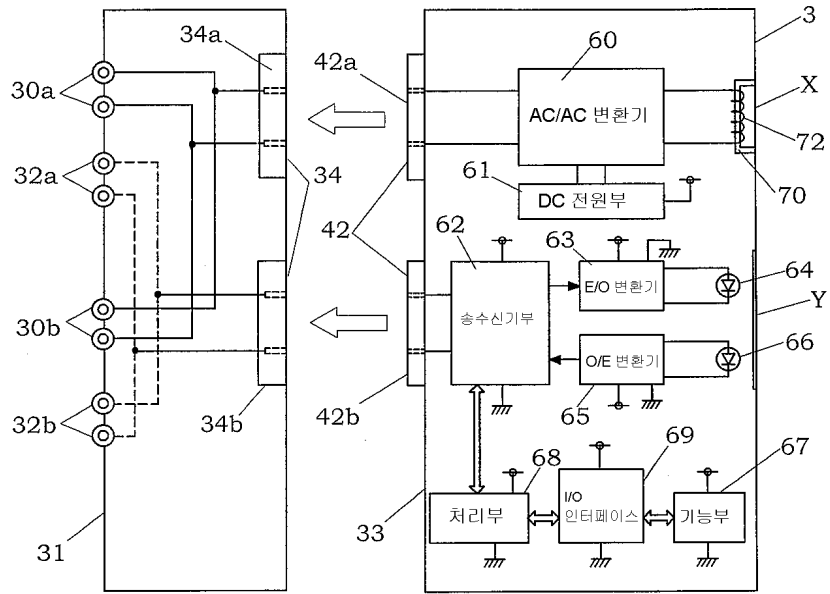 34a
30a
32a
34
30b
32b
34b
31
42a
42
42b
33
60
AC/AC 변환기
61
DC 전원부
3
X
72
70
62
송수신기부
63
E/O 변환기
64
Y
O/E 변환기
65
66
68
처리부
69
I/O
인터페이스
67
기능부